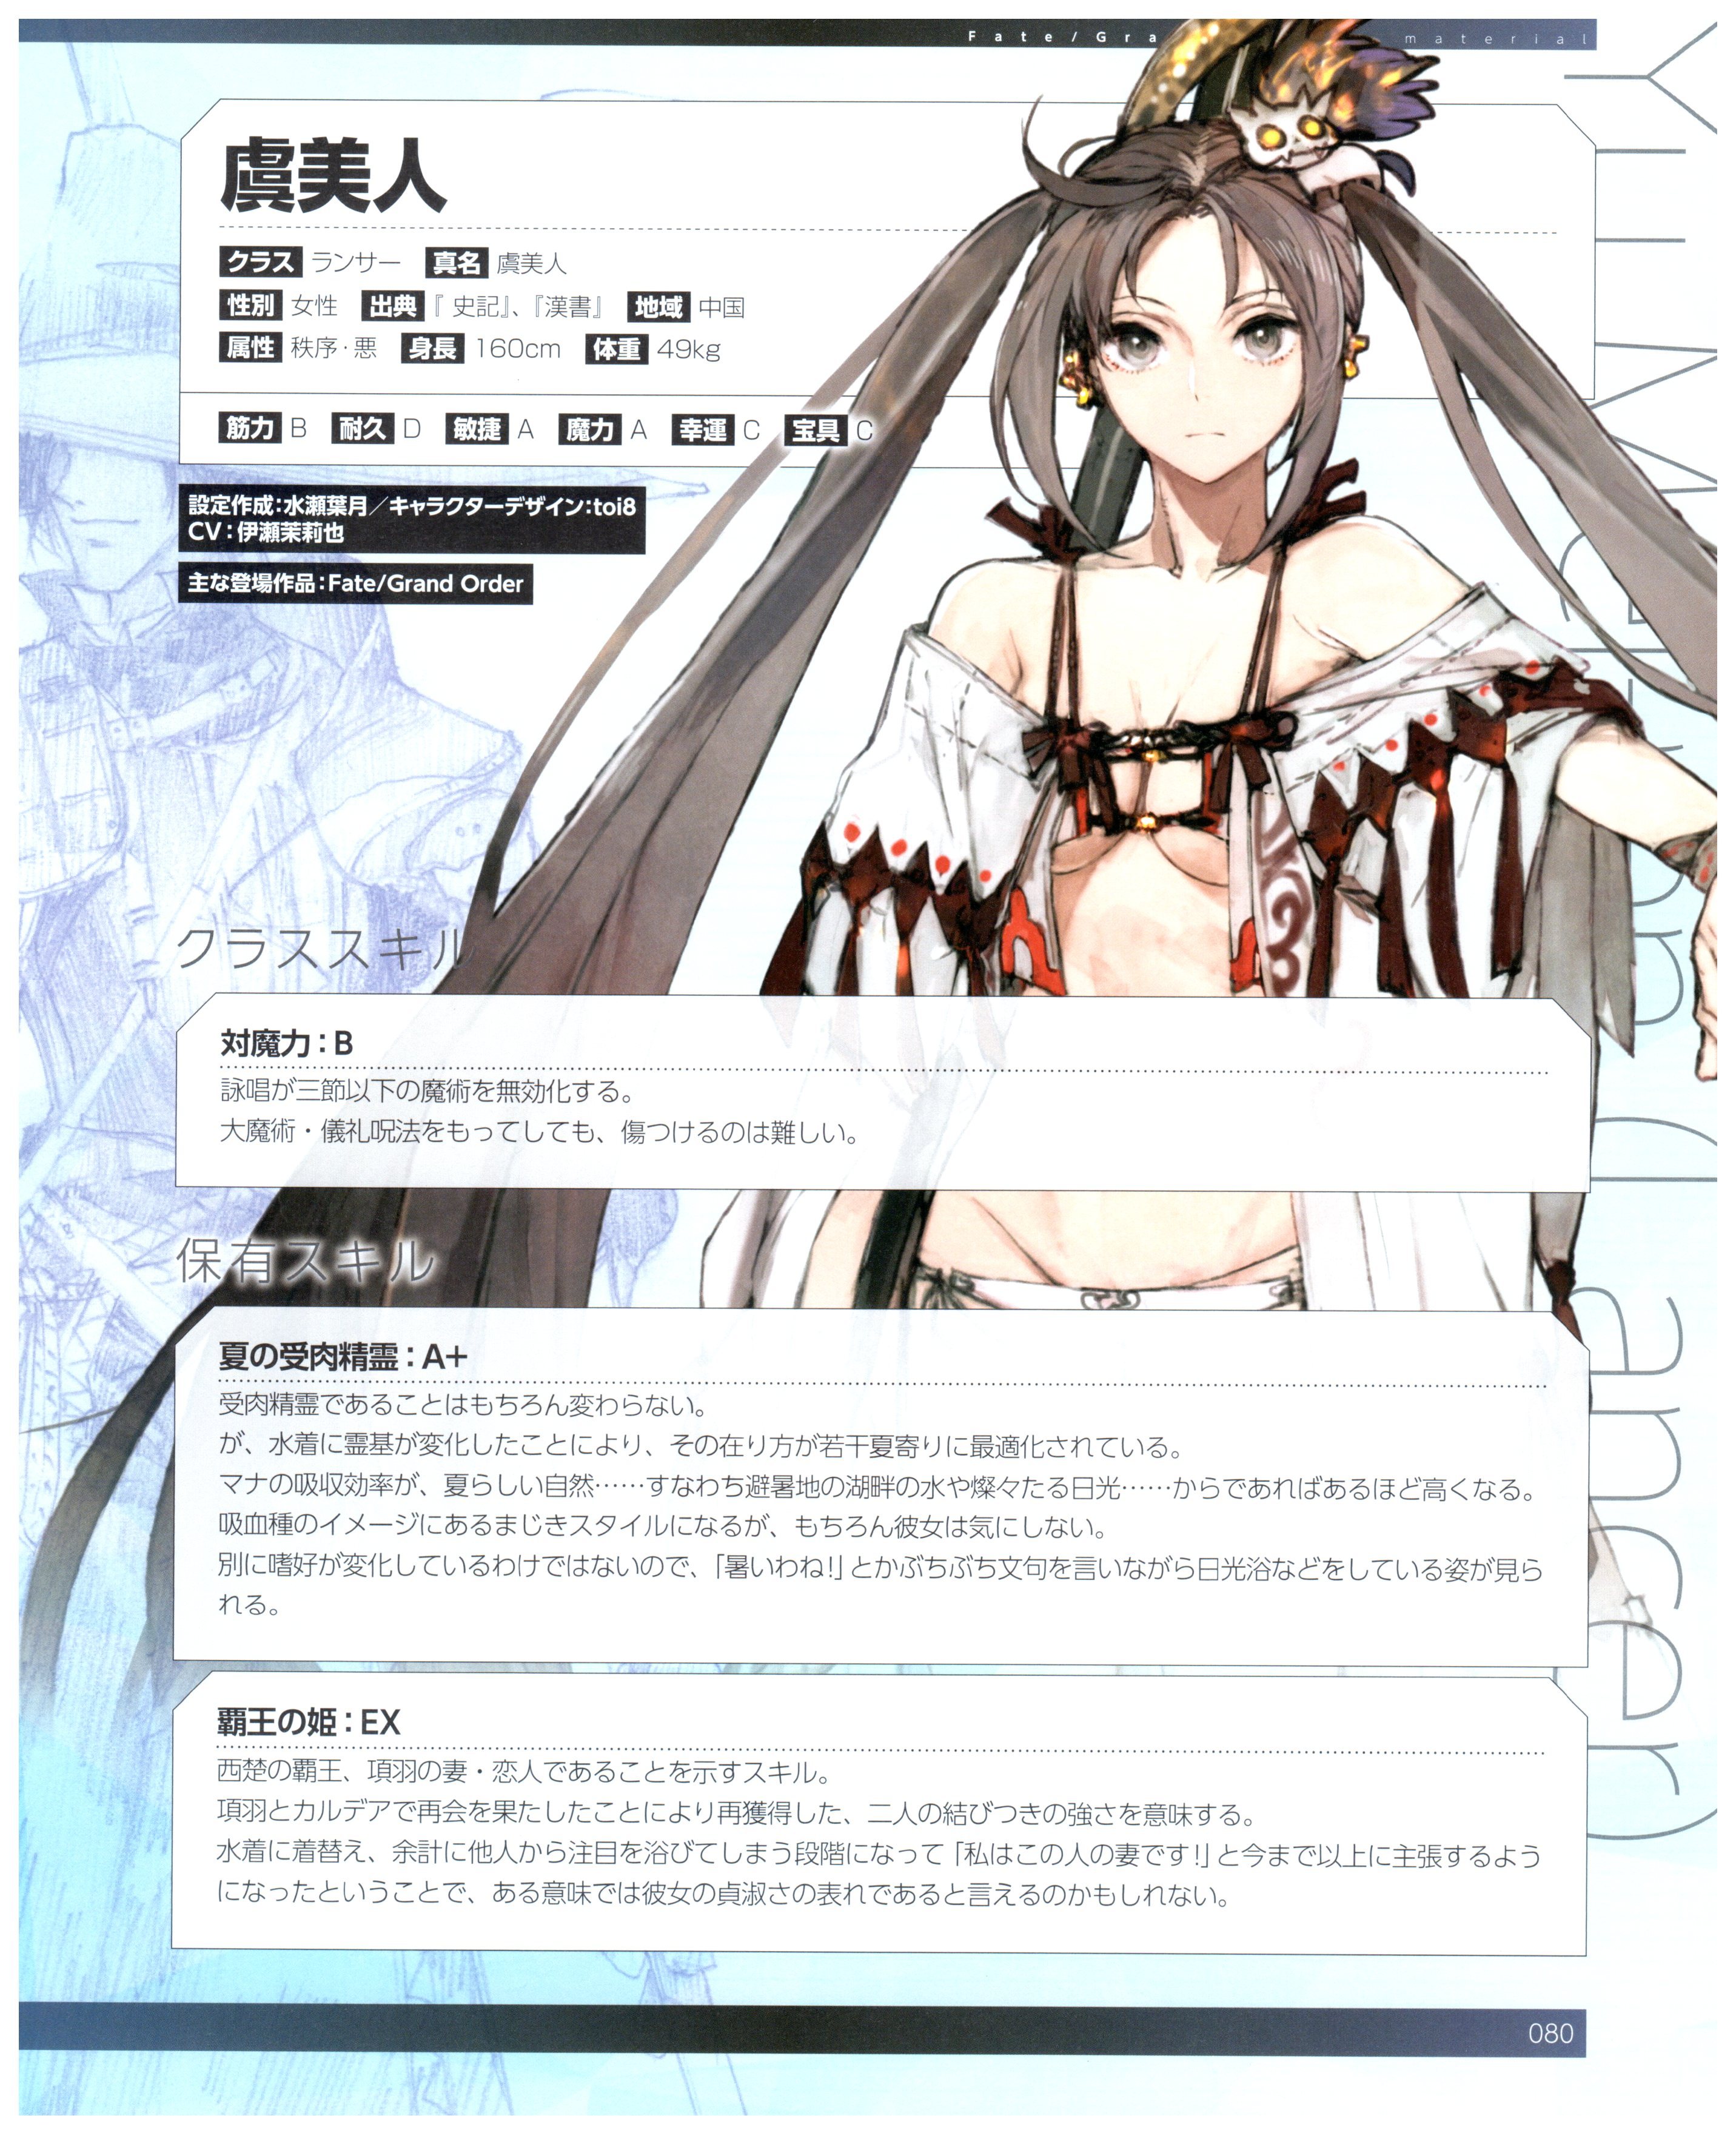 Fate/Gra material
虞美人
クラス ランサー 真名 虞美人
性別 女性 出典 『史記』、『漢書』 地域 中国
属性 秩序・悪 身長 160cm 体重 49kg
筋力 B 耐久 D 敏捷 A 魔力 A 幸運 C 宝具 C
設定作成：水瀬葉月／キャラクターデザイン：toi8
CV：伊瀬茉莉也
主な登場作品：Fate/Grand Order
クラススキル
対魔力：B
詠唱が三節以下の魔術を無効化する。
大魔術・儀礼呪法をもってしても、傷つけるのは難しい。
保有スキル
夏の受肉精霊：A+
受肉精霊であることはもちろん変わらない。
が、水着に霊基が変化したことにより、その在り方が若干夏寄りに最適化されている。
マナの吸収効率が、夏らしい自然……すなわち避暑地の湖畔の水や燦々たる日光……からであればあるほど高くなる。
吸血種のイメージにあるまじきスタイルになるが、もちろん彼女は気にしない。
別に嗜好が変化しているわけではないので、「暑いわね！」とかぶちぶち文句を言いながら日光浴などをしている姿が見ら
れる。
覇王の姫：EX
西楚の覇王、項羽の妻・恋人であることを示すスキル。
項羽とカルデアで再会を果たしたことにより再獲得した、二人の結びつきの強さを意味する。
水着に着替え、余計に他人から注目を浴びてしまう段階になって「私はこの人の妻です！」と今まで以上に主張するよう
になったということで、ある意味では彼女の貞淑さの表れであると言えるのかもしれない。
080